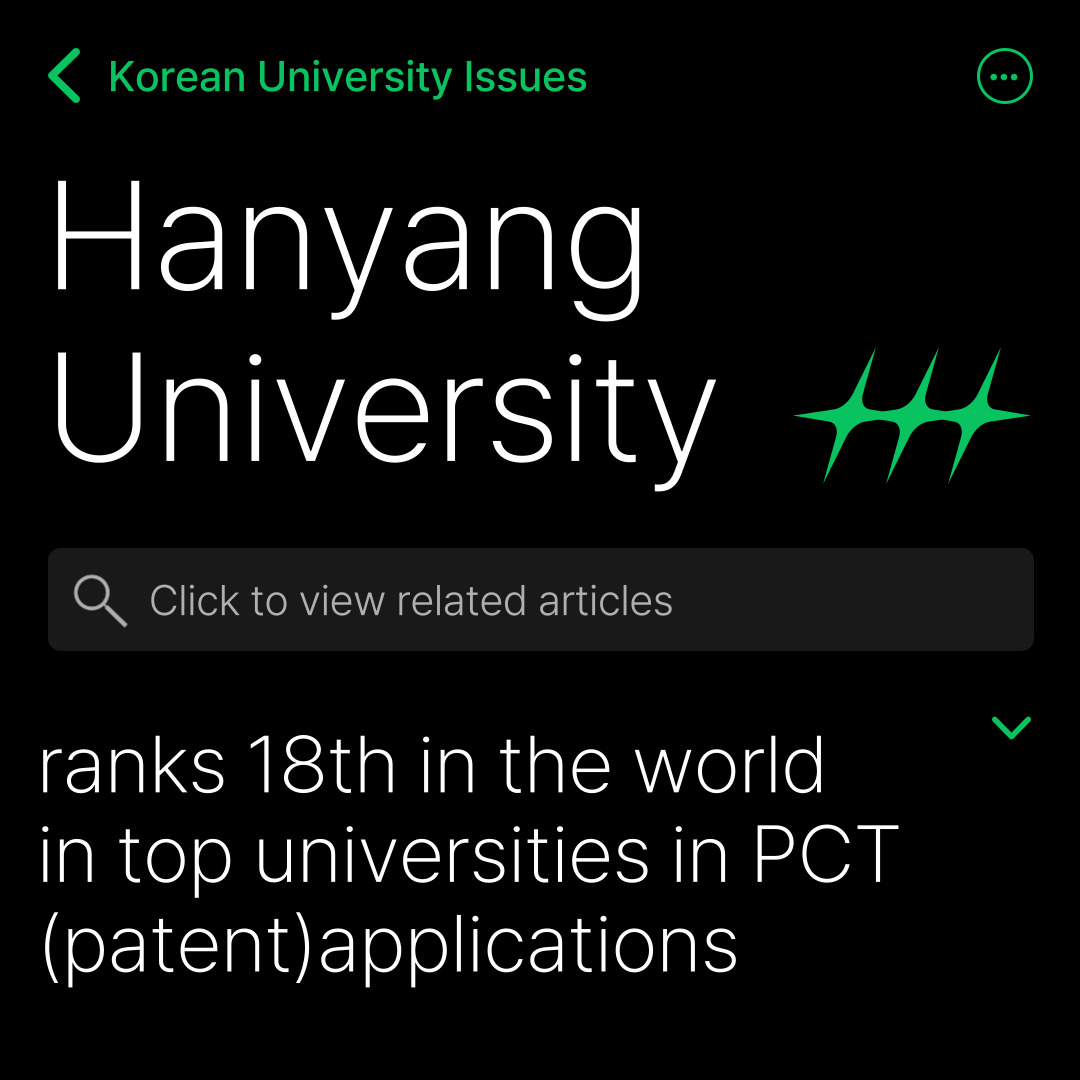 Korean University Issues
Hanyang
University
Click to view related articles
ranks 18th in the world
in top universities in PCT
(patent)applications